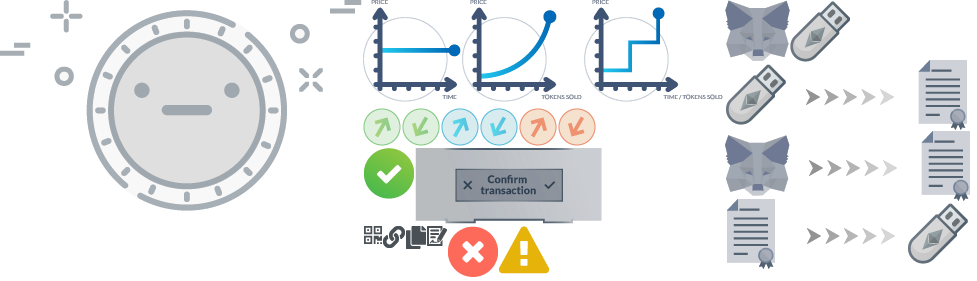 PRICE
PRICE
PRICE
TIME
TOKENS SOLD
TIME / TOKENS SOLD
Confirm
transaction